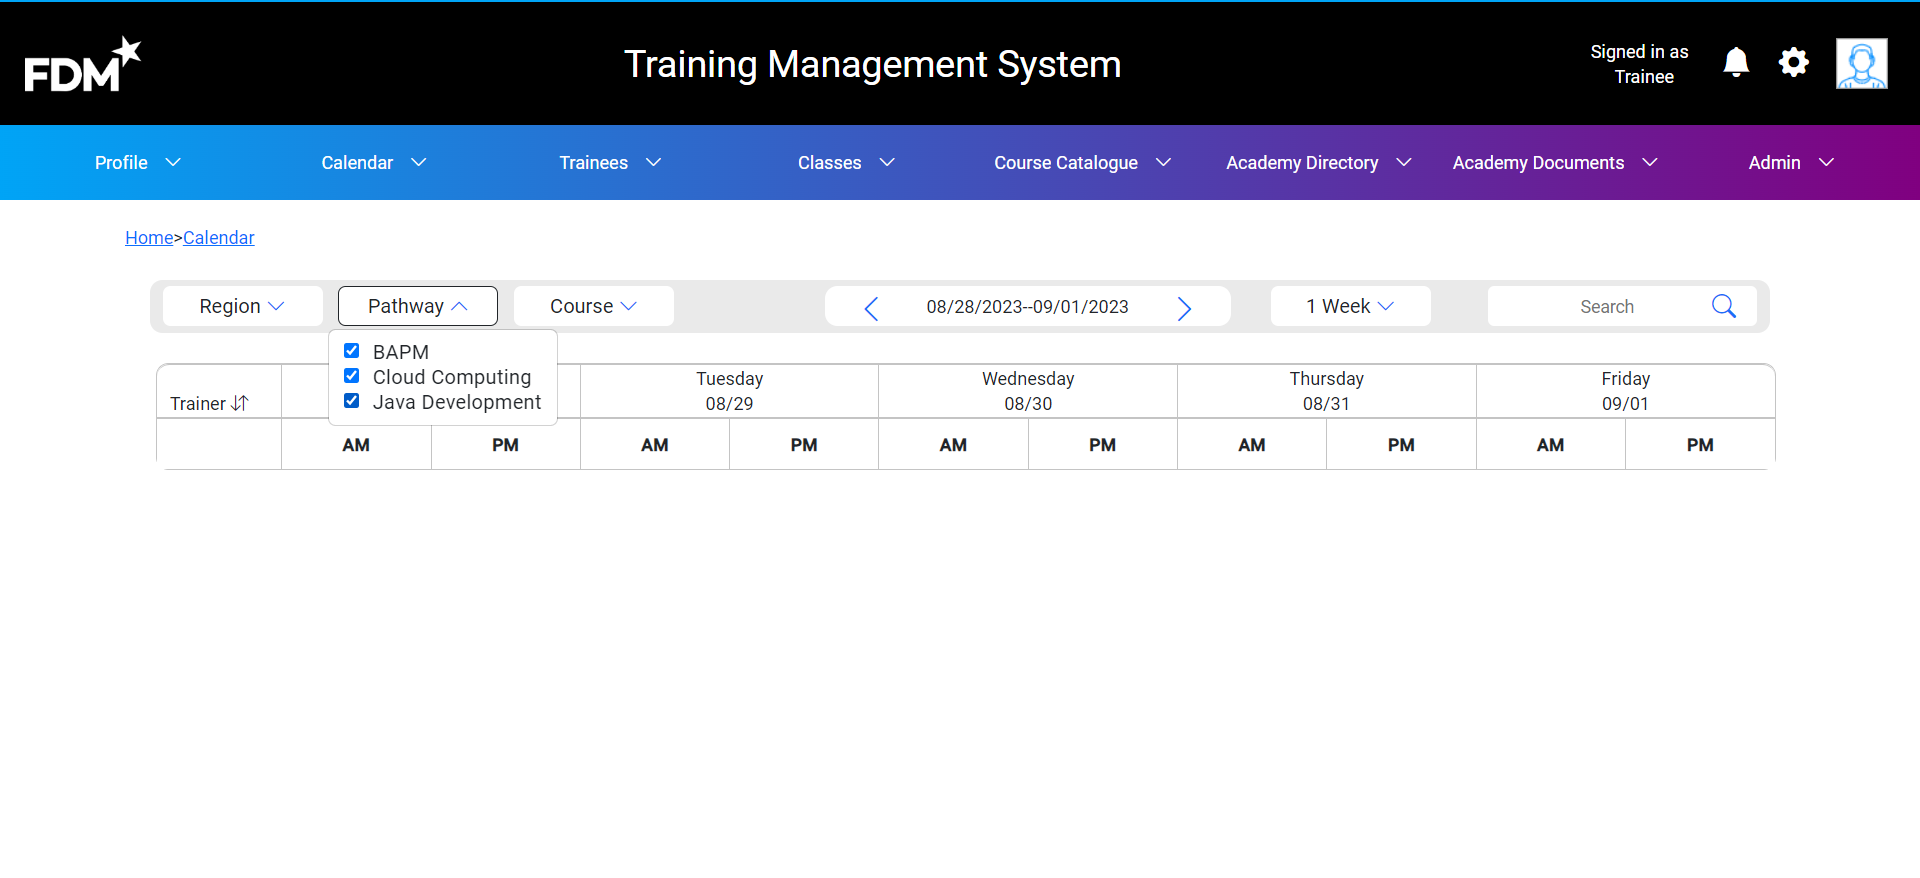 FDM
Training Management System
Signed in as
Trainee
Profile
Calendar
Trainees
Classes
Course Catalogue
Academy Directory
Academy Documents
Admin
Home>Calendar
Region
Pathway
Course
08/28/2023--09/01/2023
1 Week
Search
BAPM
Cloud Computing
Java Development
Trainer
Tuesday
08/29
Wednesday
08/30
Thursday
08/31
Friday
09/01
AM PM AM PM AM PM AM PM AM PM